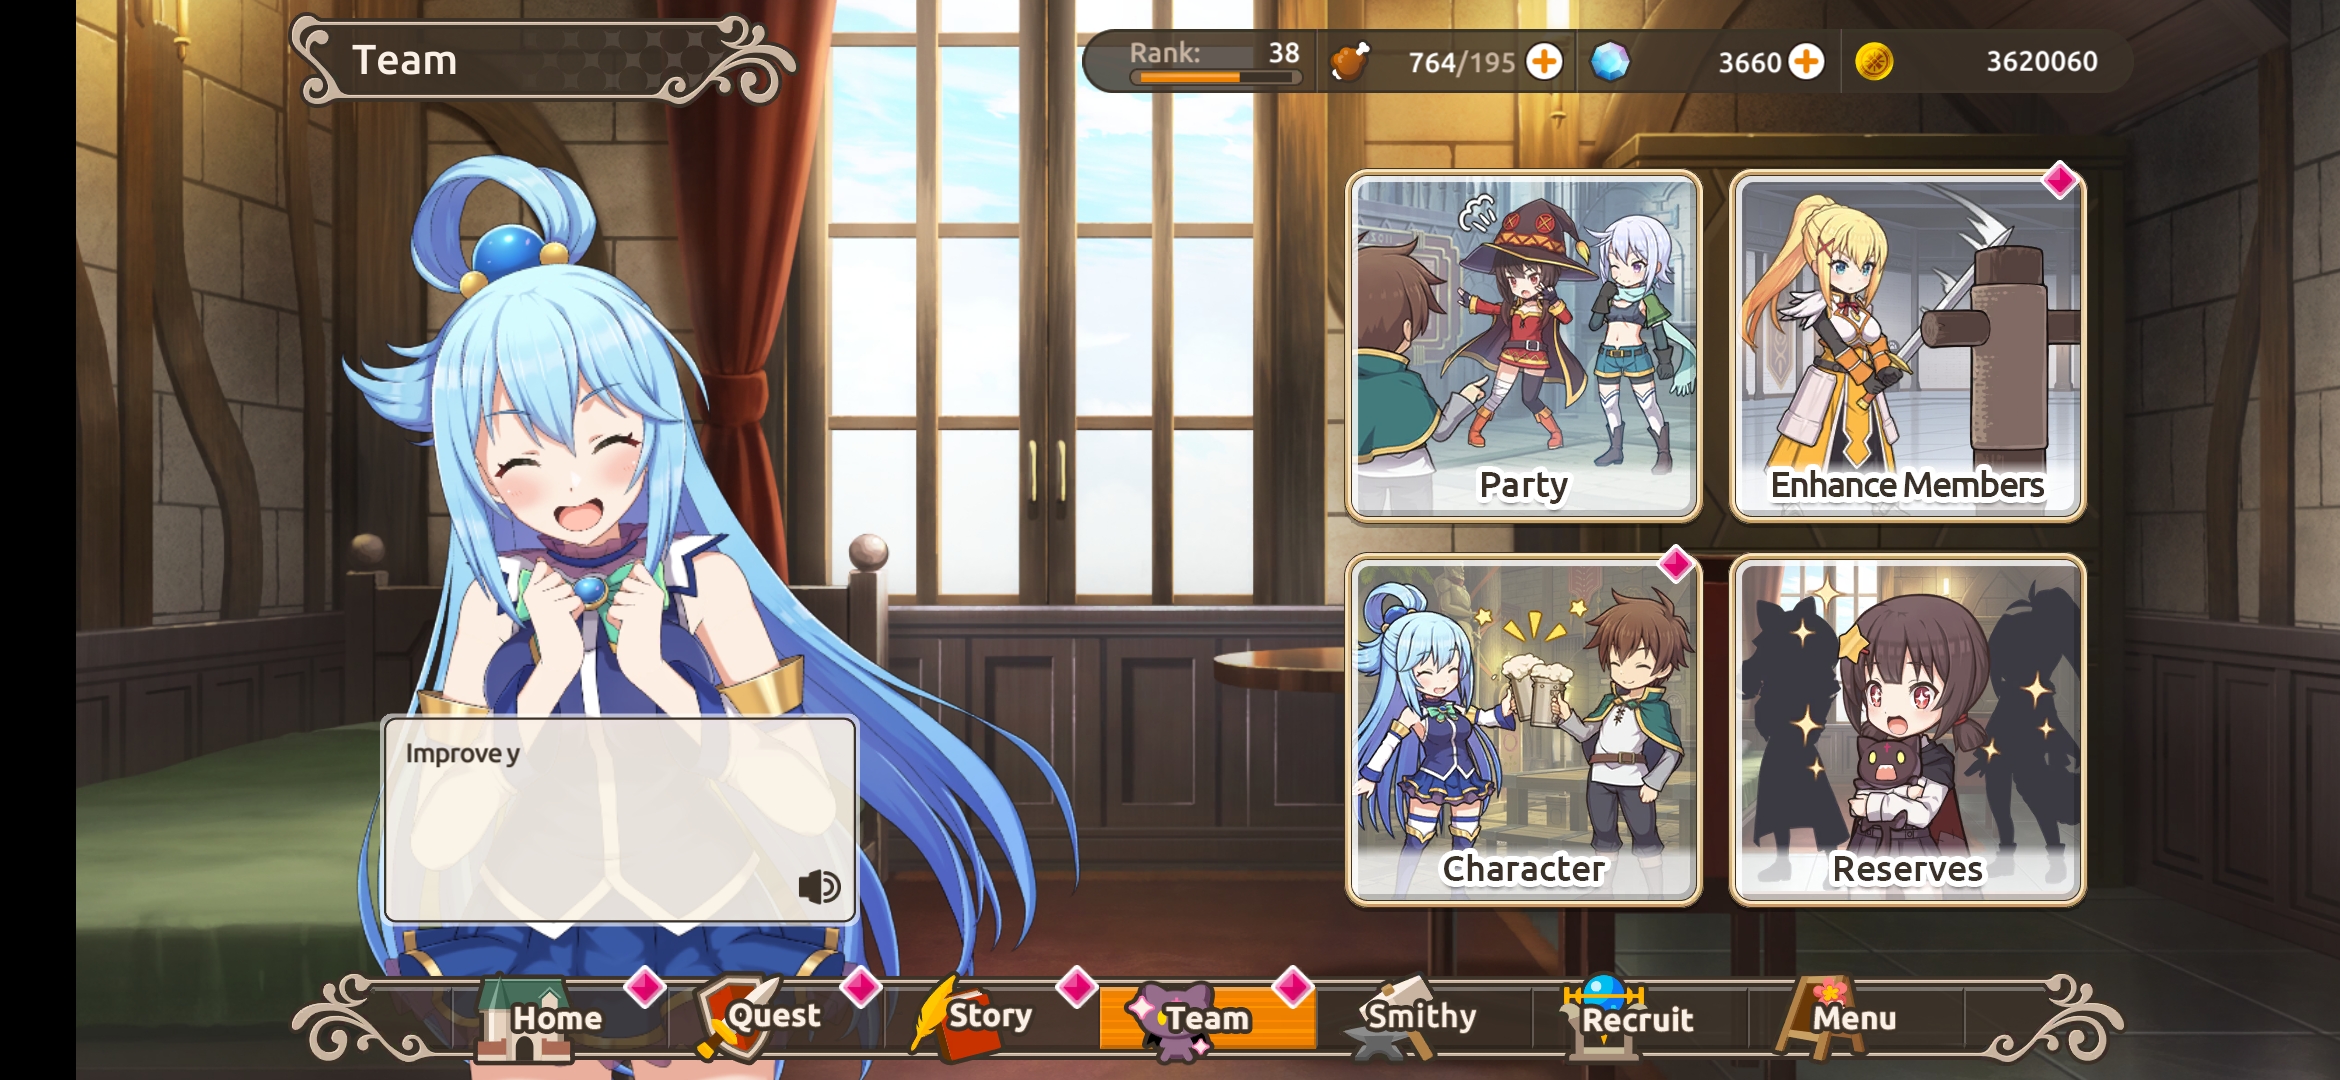 Team
Rank: 38
764/195
3660
3620060
Party
Enhance Members
Improve y
Character
Reserves
Home
Quest
Story
Team
Smithy
Recruit
Menu